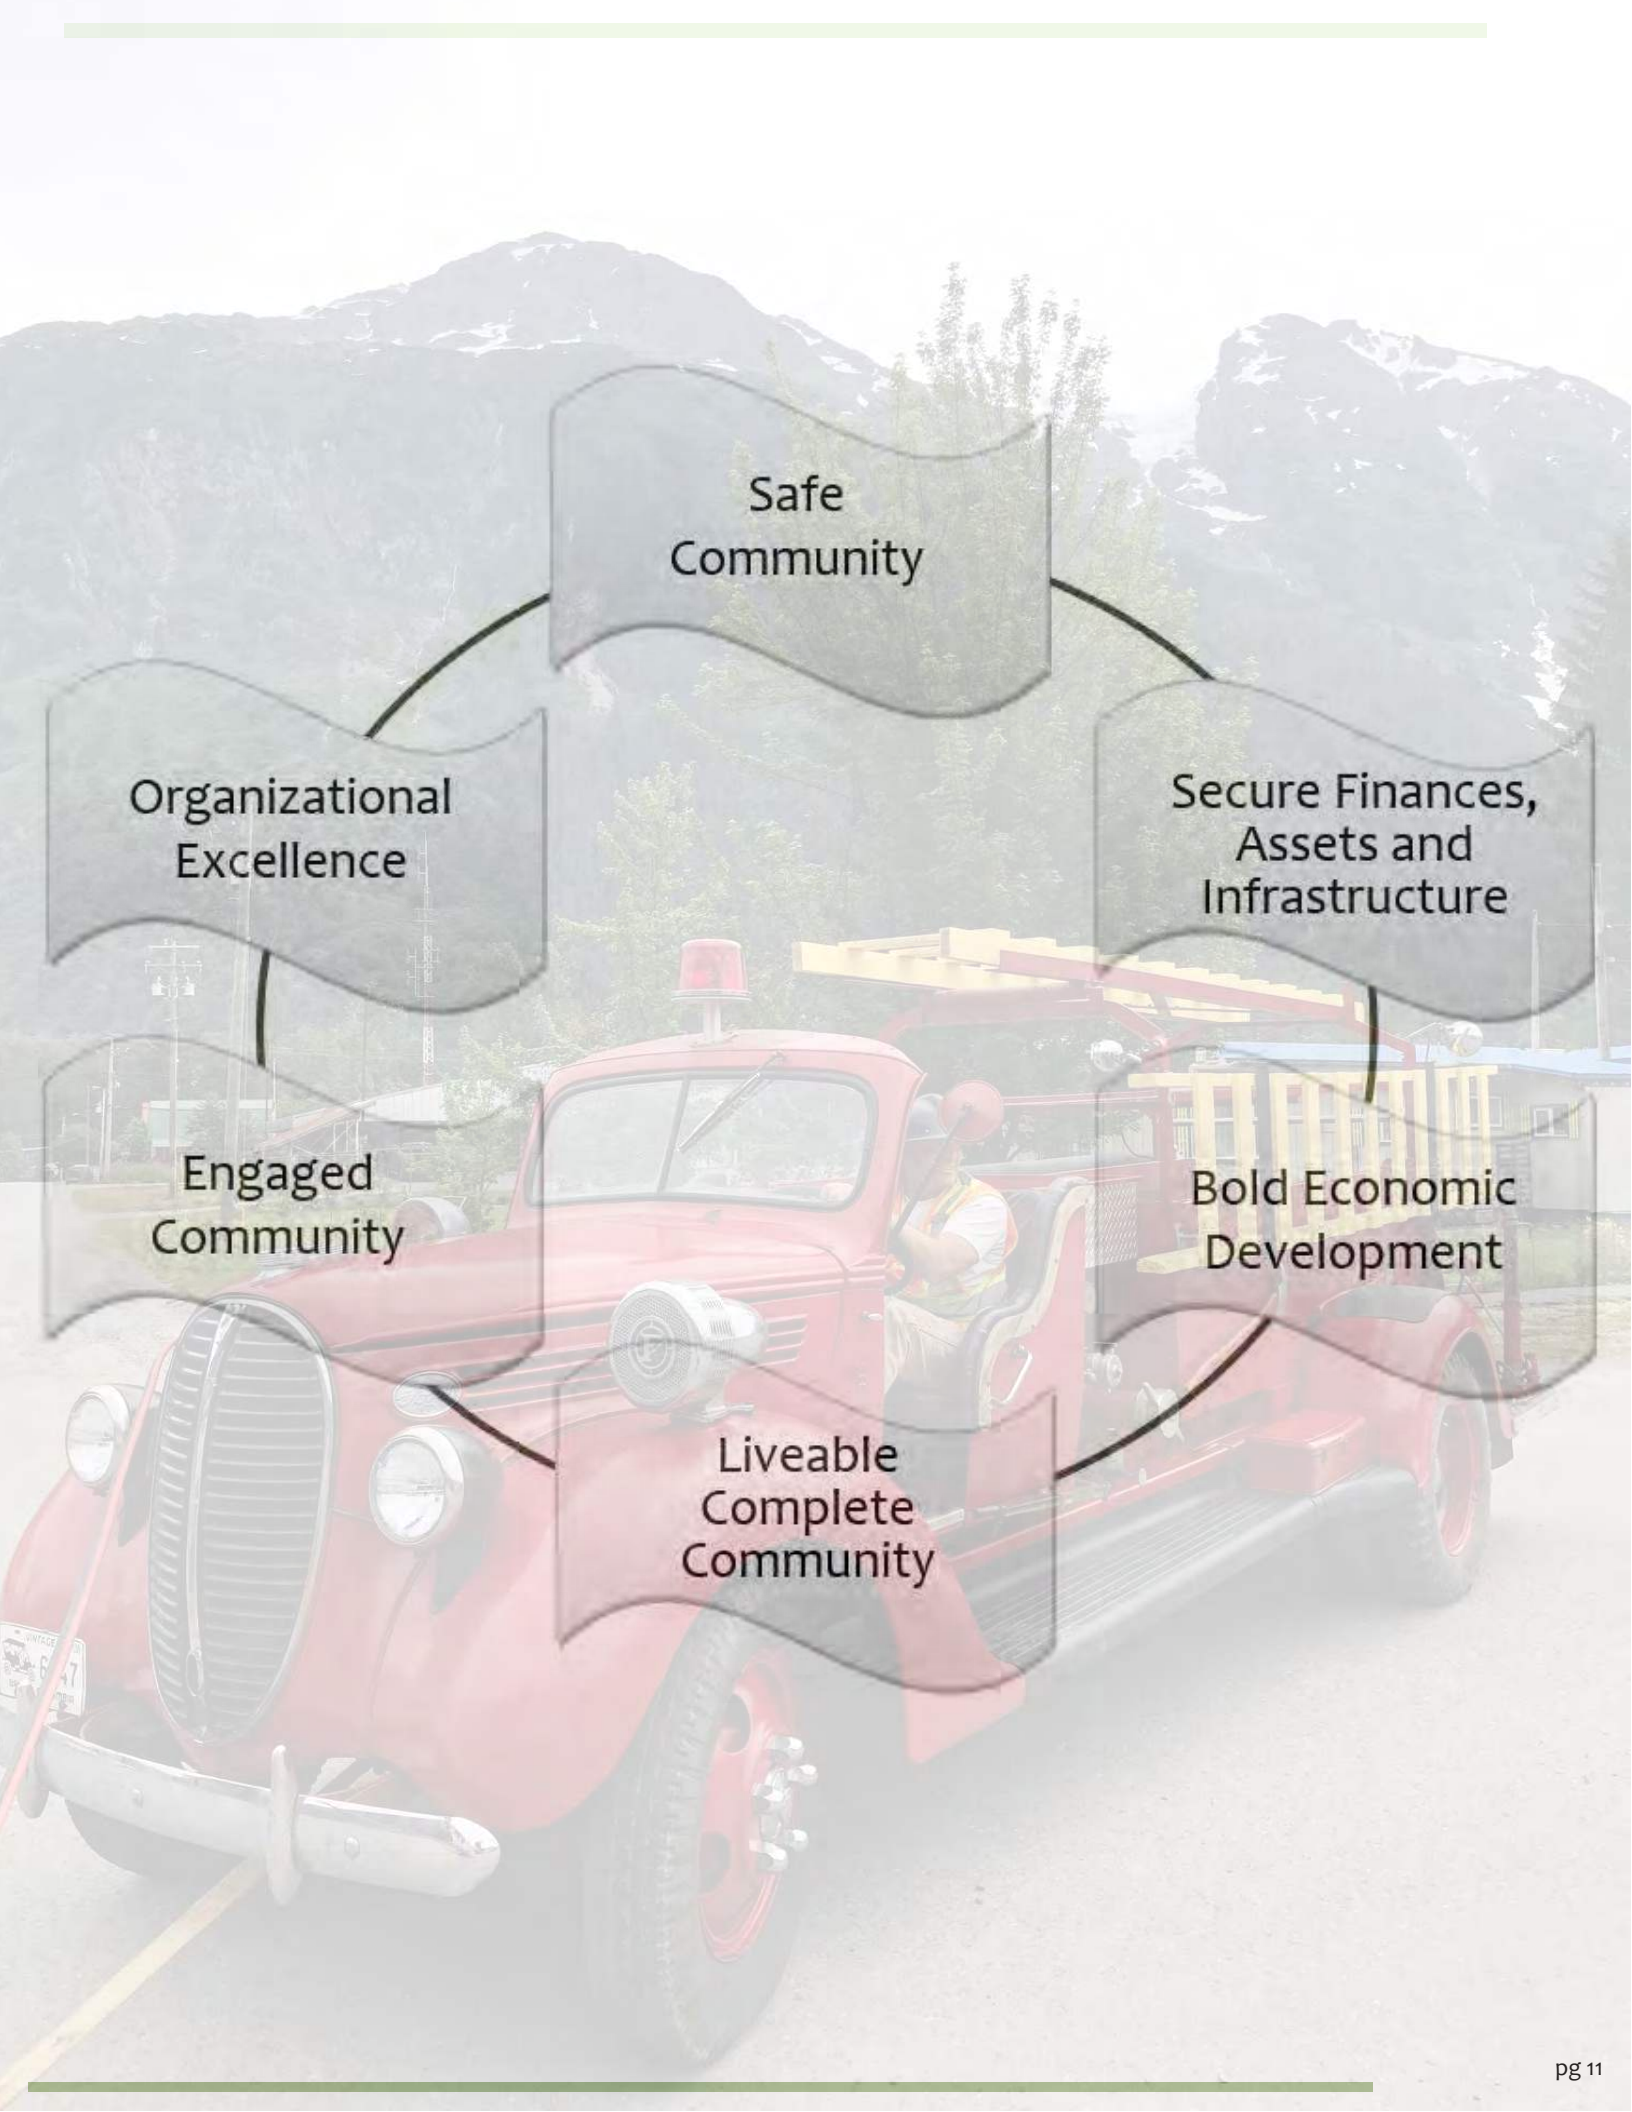 Safe
Community
Organizational
Excellence
Secure Finances,
Assets and
Infrastructure
Engaged
Community
Bold Economic
Development
Liveable
Complete
Community
pg 11